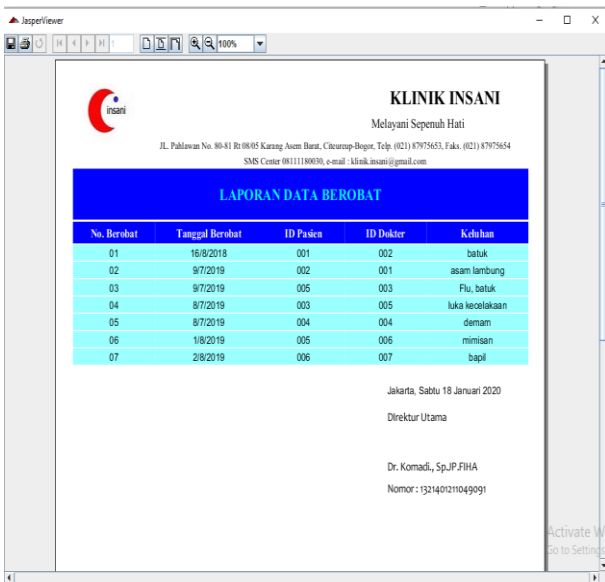 JasperViewer
1
100%
insani
KLINIK INSANI
Melayani Sepenuh Hati
JL. Pahlawan No. 80-81 Rt 08/05 Karang Asem Barat, Citeureup-Bogor, Telp. (021) 87975653, Faks. (021) 87975654
SMS Center 08111180030, e-mail : klinik.insani@gmail.com
LAPORAN DATA BEROBAT
No. Berobat Tanggal Berobat ID Pasien ID Dokter Keluhan
01 16/8/2018 001 002 batuk
02 9/7/2019 002 001 asam lambung
03 9/7/2019 005 003 Flu, batuk
04 8/7/2019 003 005 luka kecelakaan
05 8/7/2019 004 004 demam
06 1/8/2019 005 006 mimisan
07 2/8/2019 006 007 bapil
Jakarta, Sabtu 18 Januari 2020
DIrektur Utama
Dr. Komadi., Sp.JP.FIHA
Nomor : 1321401211049091
Activate W
Go to Settings